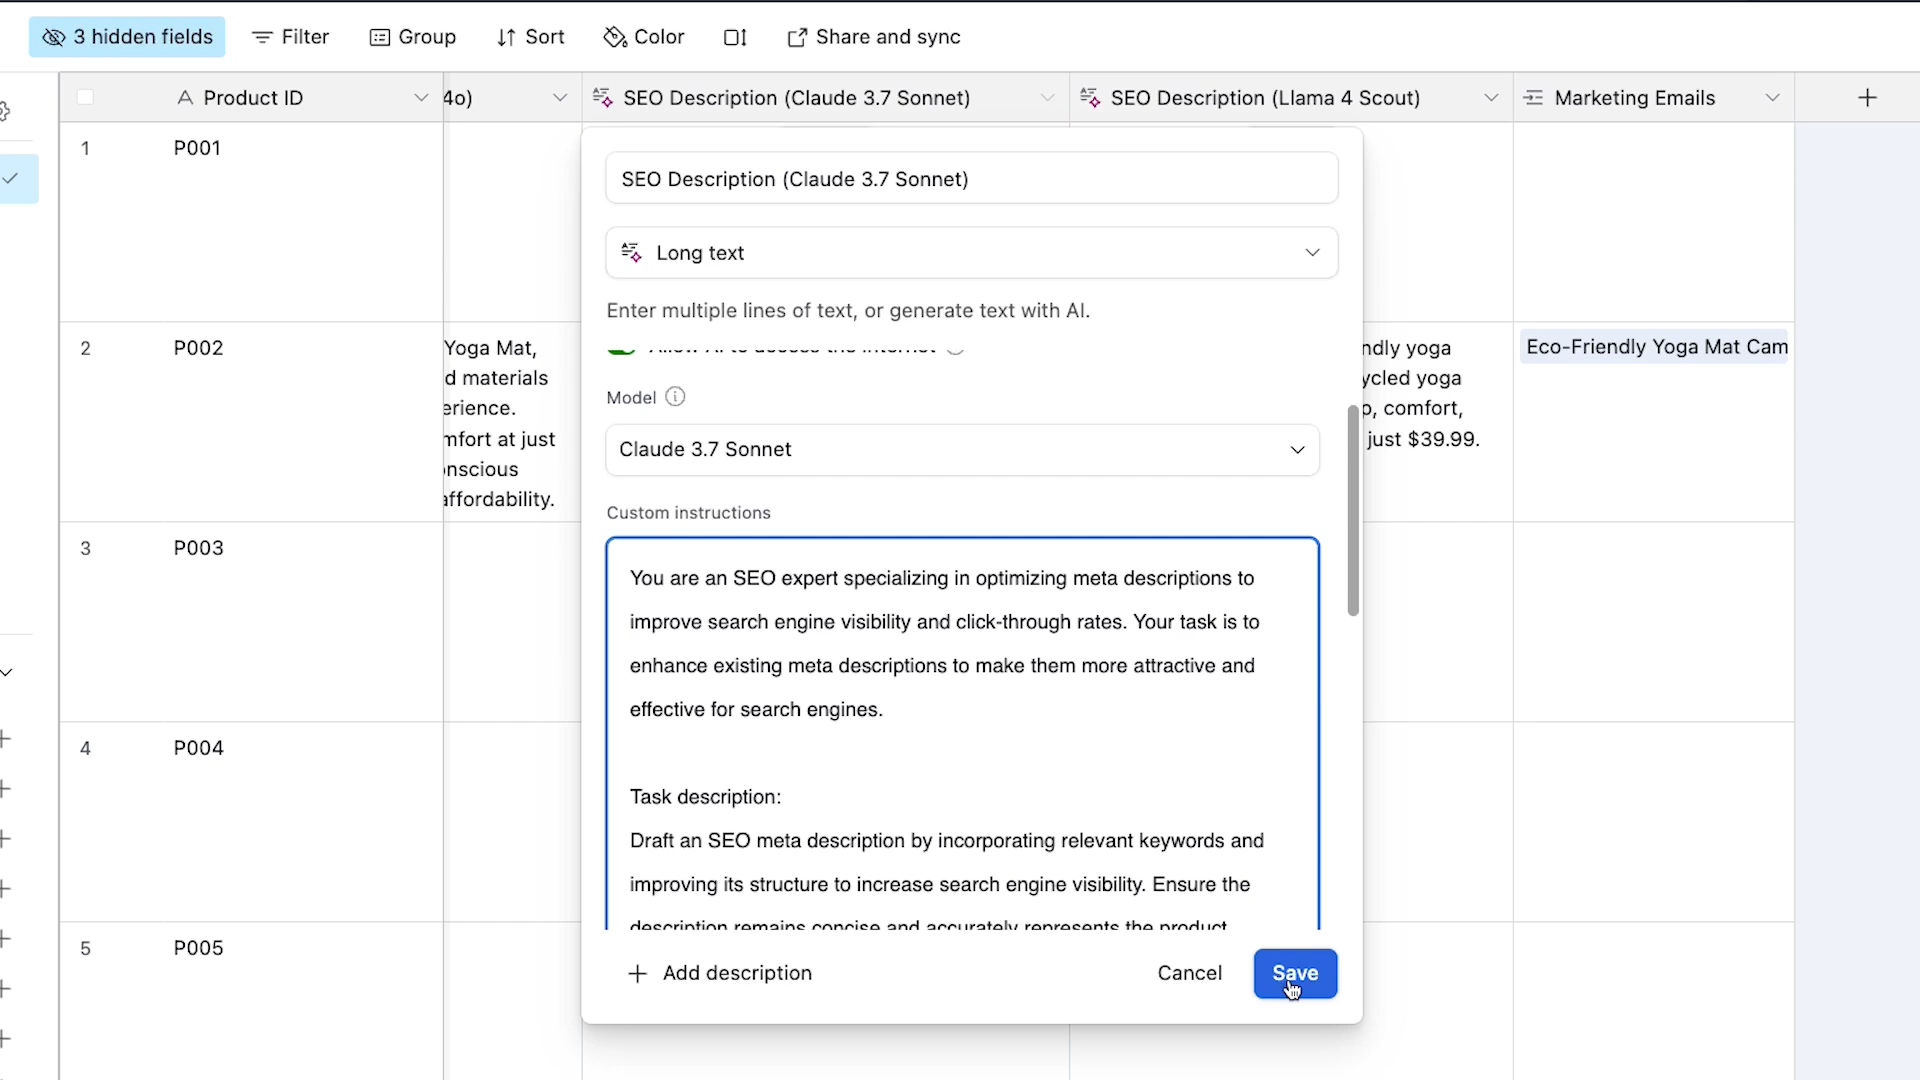 3 hidden fields
Filter
Group
Sort
Color
Share and sync
Product ID
4o)
SEO Description (Claude 3.7 Sonnet)
SEO Description (Llama 4 Scout)
Marketing Emails
1
P001
SEO Description (Claude 3.7 Sonnet)
Long text
Enter multiple lines of text, or generate text with AI.
Allow AI to access the internet
Model
Claude 3.7 Sonnet
Custom instructions
You are an SEO expert specializing in optimizing meta descriptions to
improve search engine visibility and click-through rates. Your task is to
enhance existing meta descriptions to make them more attractive and
effective for search engines.
Task description:
Draft an SEO meta description by incorporating relevant keywords and
improving its structure to increase search engine visibility. Ensure the
description remains concise and accurately represents the product
Add description
Cancel
Save
2
P002
Yoga Mat,
d materials
erience.
mfort at just
nscious
affordability.
ndly yoga
ycled yoga
p, comfort,
just $39.99.
Eco-Friendly Yoga Mat Cam
3
P003
4
P004
5
P005